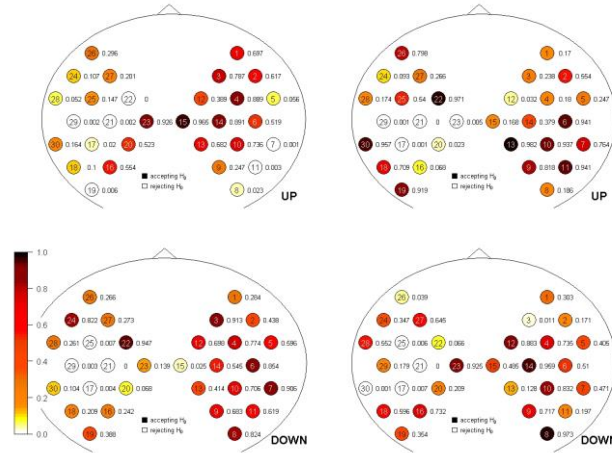 26 0.296 1 0.697
24 0.107 27 0.281 3 0.787 2 0.617
28 0.052 25 0.147 22 0 12 0.389 4 0.889 5 0.056
29 0.002 21 0.002 23 0.926 15 0.966 14 0.891 6 0.519
30 0.164 17 0.02 20 0.523 13 0.682 10 0.736 7 0.001
18 0.1 16 0.554 9 0.247 11 0.003
accepting H0
rejecting H0
19 0.006 8 0.023
UP
26 0.798 1 0.17
24 0.093 27 0.266 3 0.238 2 0.554
28 0.174 25 0.54 22 0.971 12 0.032 4 0.18 5 0.247
29 0.001 21 0 23 0.005 15 0.168 14 0.379 6 0.941
30 0.957 17 0.001 20 0.023 13 0.982 10 0.937 7 0.764
18 0.709 16 0.069 9 0.818 11 0.941
accepting H0
rejecting H0
19 0.919 8 0.186
UP
1.0
0.8
0.6
0.4
0.2
0.0
26 0.266 1 0.284
24 0.822 27 0.273 3 0.913 2 0.438
28 0.261 25 0.007 22 0.947 12 0.698 4 0.774 5 0.596
29 0.003 21 0 23 0.139 15 0.025 14 0.545 6 0.854
30 0.104 17 0.004 20 0.068 13 0.414 10 0.706 7 0.906
18 0.209 16 0.242 9 0.683 11 0.619
accepting H0
rejecting H0
19 0.388 8 0.824
DOWN
26 0.039 1 0.303
24 0.347 27 0.645 3 0.011 2 0.171
28 0.552 25 0.006 22 0.066 12 0.883 4 0.735 5 0.406
29 0.179 21 0 23 0.925 15 0.485 14 0.969 6 0.51
30 0.001 17 0.007 20 0.209 13 0.128 10 0.932 7 0.471
18 0.596 16 0.732 9 0.717 11 0.197
accepting H0
rejecting H0
19 0.354 8 0.973
DOWN